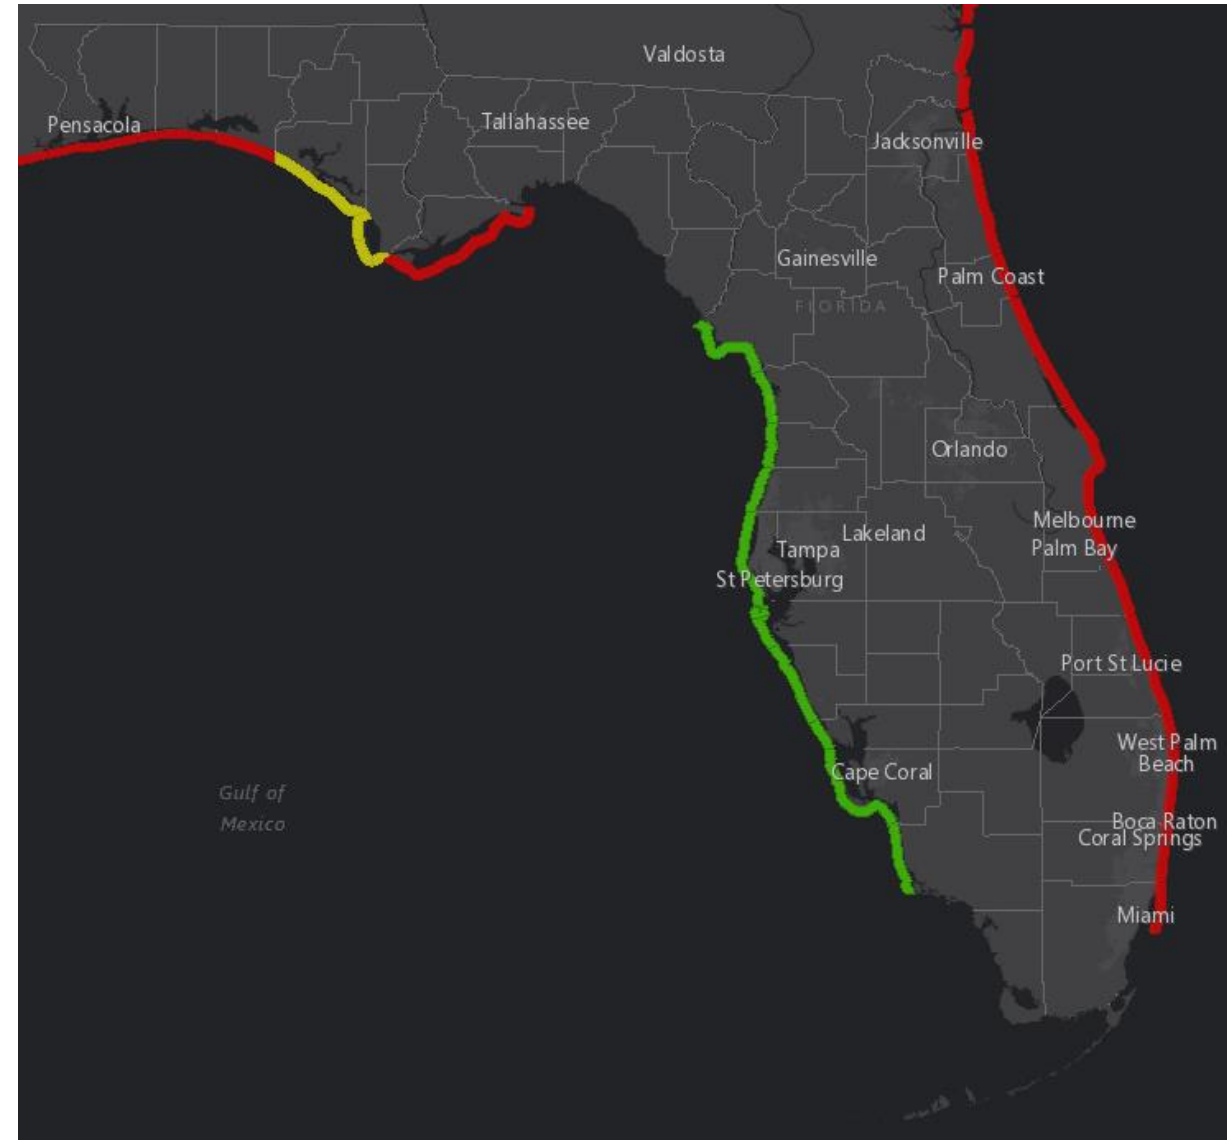 Valdosta
Pensacola
Tallahassee
Jacksonville
Gainesville
Palm Coast
FLORIDA
Orlando
Melbourne
Lakeland
Palm Bay
Tampa
St Petersburg
Port St Lucie
West Palm
Beach
Cape Coral
Gulf of
Mexico
Boca Raton
Coral Springs
Miami